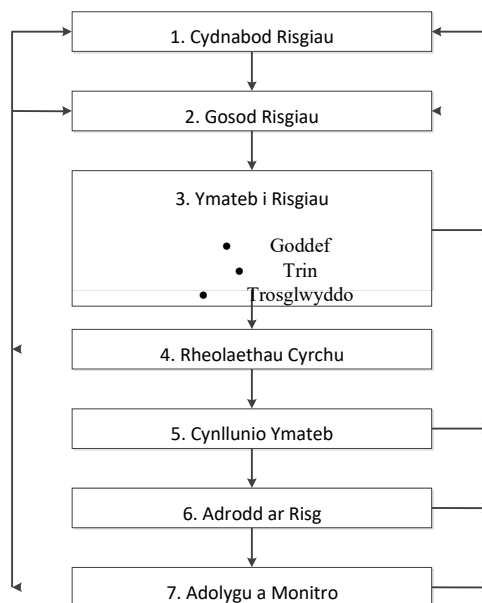 1. Cydnabod Risgiau
2. Gosod Risgiau
3. Ymateb i Risgiau
• Goddef
• Trin
• Trosglwyddo
4. Rheolaethau Cyrchu
5. Cynllunio Ymateb
6. Adrodd ar Risg
7. Adolygu a Monitro